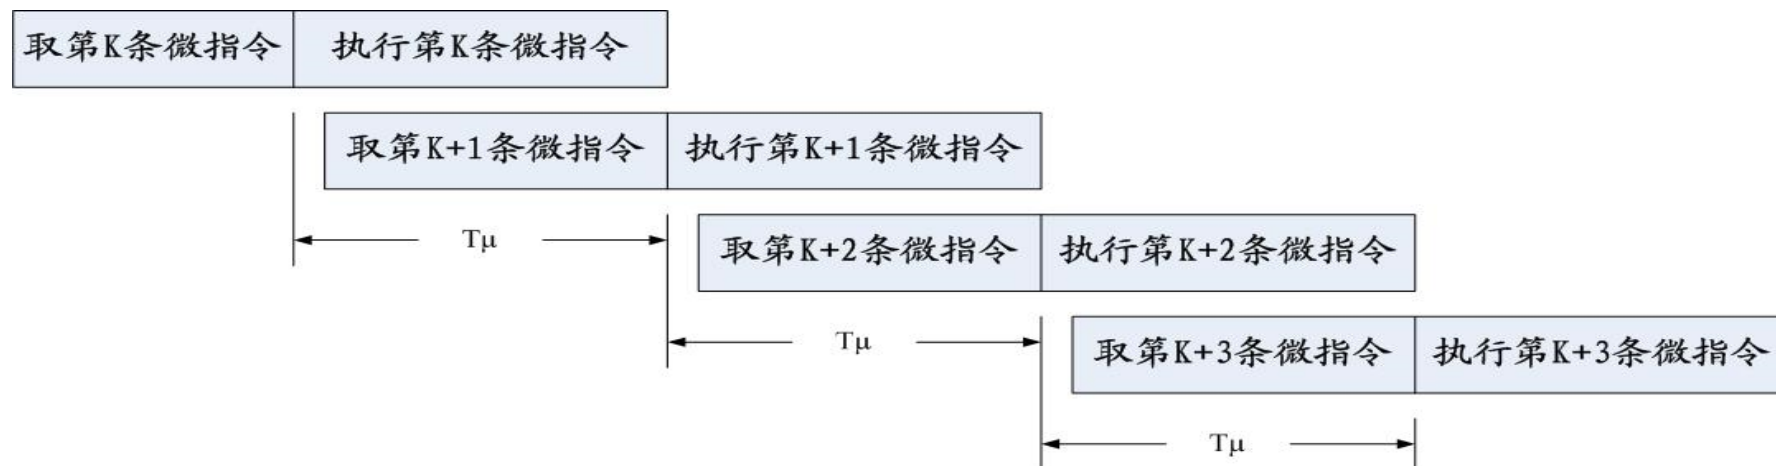 取第K条微指令 执行第K条微指令
取第K+1条微指令 执行第K+1条微指令
Tμ
取第K+2条微指令 执行第K+2条微指令
Tμ
取第K+3条微指令 执行第K+3条微指令
Tμ